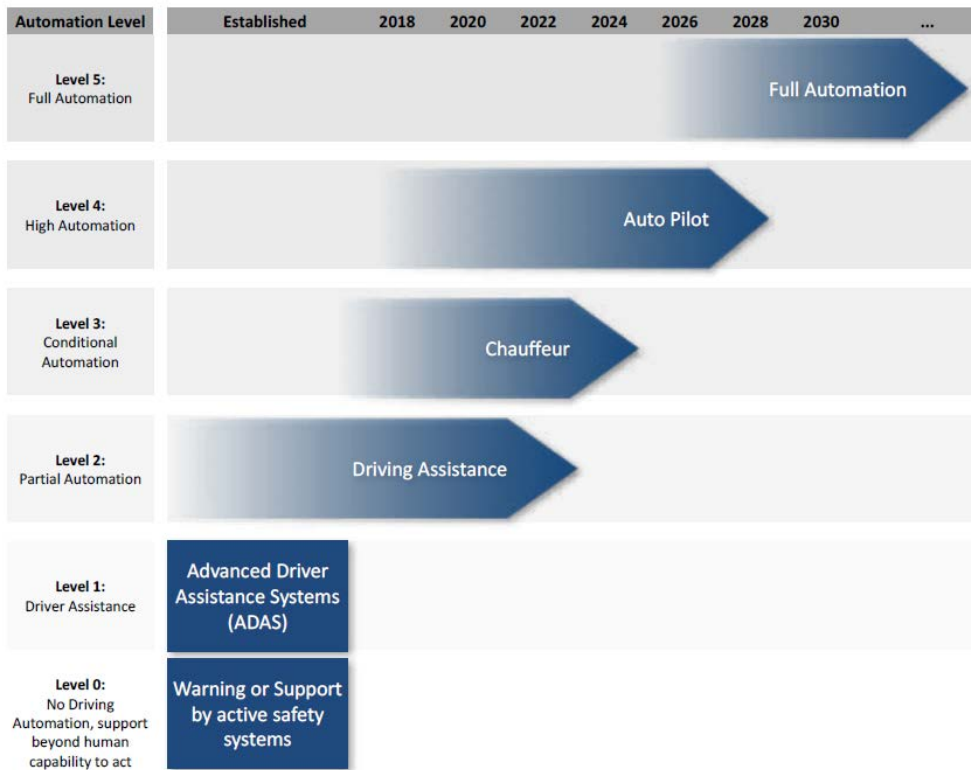 Automation Level Established 2018 2020 2022 2024 2026 2028 2030 ...
Level 5:
Full Automation
Full Automation
Level 4:
High Automation
Auto Pilot
Level 3:
Conditional
Automation
Chauffeur
Level 2:
Partial Automation
Driving Assistance
Level 1:
Driver Assistance
Advanced Driver
Assistance Systems
(ADAS)
Level 0:
No Driving
Automation, support
beyond human
capability to act
Warning or Support
by active safety
systems